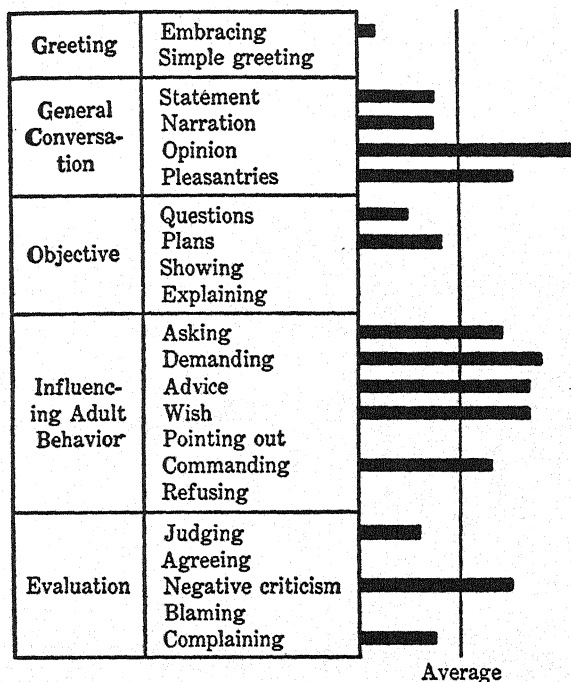 Greeting
Embracing
Simple greeting
General
Conversa-
tion
Statement
Narration
Opinion
Pleasantries
Objective
Questions
Plans
Showing
Explaining
Influenc-
ing Adult
Behavior
Asking
Demanding
Advice
Wish
Pointing out
Commanding
Refusing
Evaluation
Judging
Agreeing
Negative criticism
Blaming
Complaining
Average